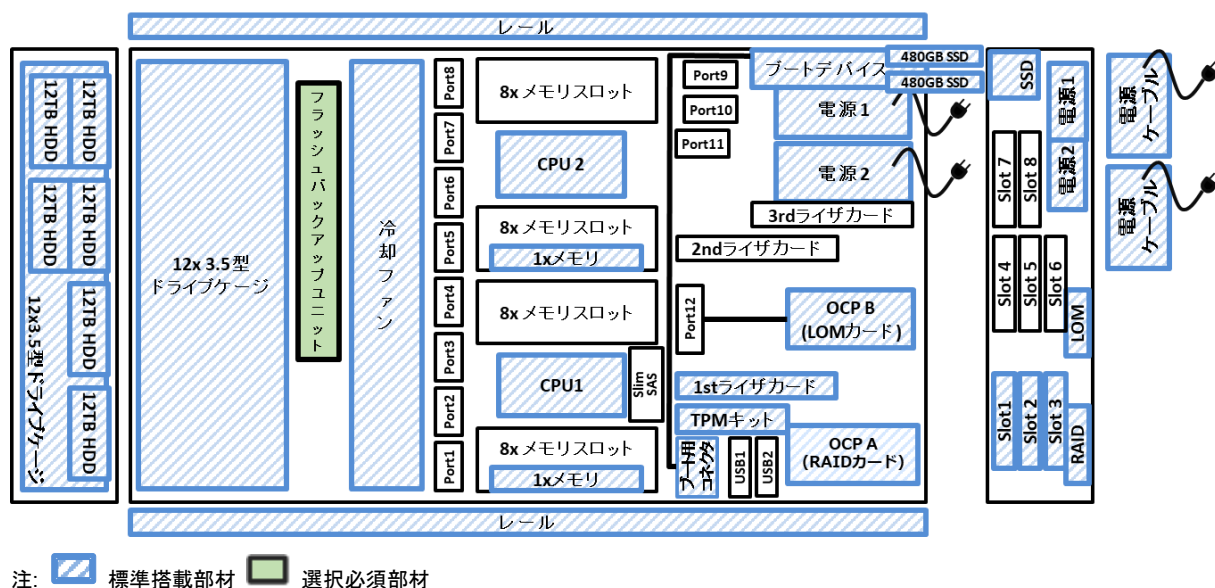 レール
12TB HDD
12TB HDD
12TB HDD
12TB HDD
12TB HDD
12TB HDD
12x3.5型ドライブケージ
12x 3.5型
ドライブケージ
フラッシュバックアップユニット
冷却ファン
Port8
Port7
Port6
Port5
Port4
Port3
Port2
Port1
8xメモリスロット
CPU 2
8xメモリスロット
1xメモリ
8xメモリスロット
CPU1
Slim
SAS
8xメモリスロット
1xメモリ
Port9
Port10
Port11
ブートデバイス
480GB SSD
480GB SSD
電源1
電源2
3rdライザカード
2ndライザカード
Port12
OCP B
(LOMカード)
1stライザカード
TPMキット
ブート用
コネクタ
USB1
USB2
OCP A
(RAIDカード)
SSD
電源1
電源2
Slot 7
Slot 8
Slot 4
Slot 5
Slot 6
LOM
Slot1
Slot 2
Slot 3
RAID
電源
ケーブル
電源
ケーブル
レール
注: 標準搭載部材 選択必須部材